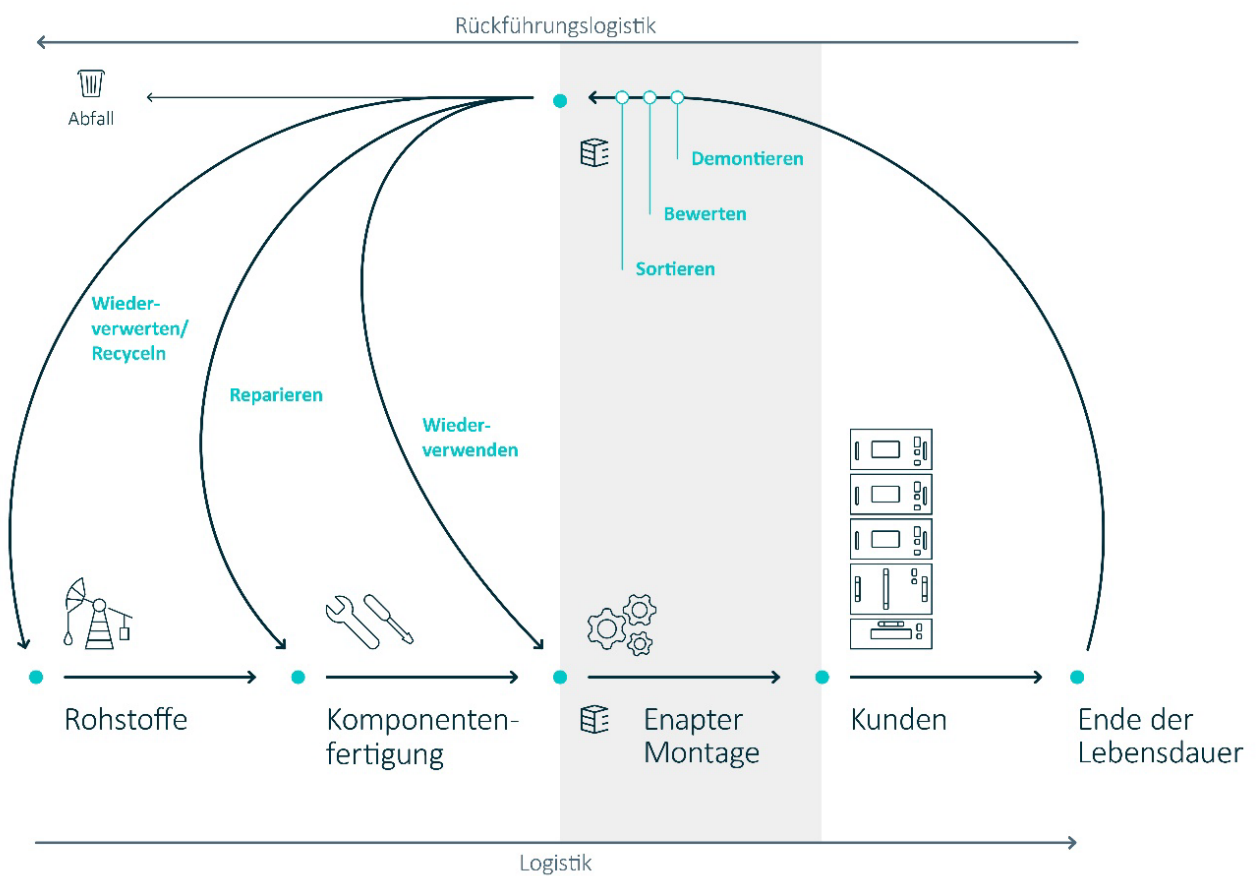 Rückführungslogistik
Abfall
Demontieren
Bewerten
Sortieren
Wieder-
verwerten/
Recyceln
Reparieren
Wieder-
verwenden
Rohstoffe
Komponenten-
fertigung
Enapter
Montage
Kunden
Ende der
Lebensdauer
Logistik